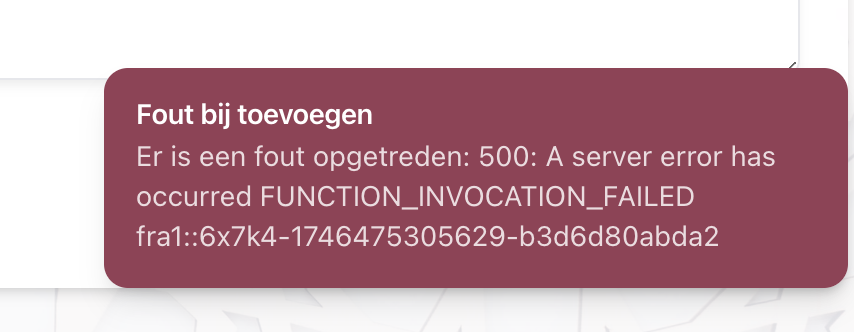 Fout bij toevoegen
Er is een fout opgetreden: 500: A server error has
occurred FUNCTION_INVOCATION_FAILED
fra1::6x7k4-1746475305629-b3d6d80abda2